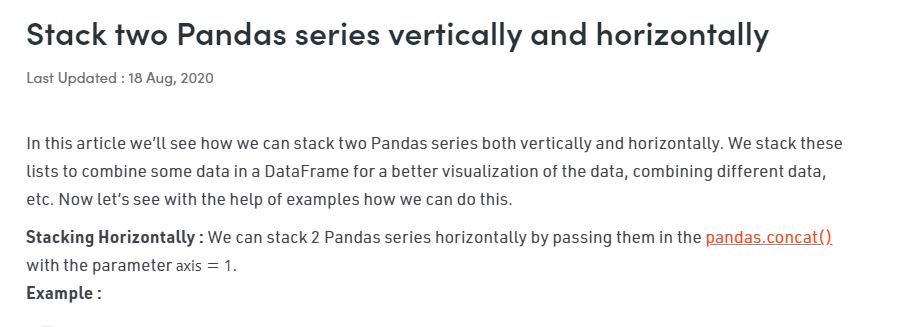 Stack two Pandas series vertically and horizontally
Last Updated : 18 Aug, 2020
In this article we'll see how we can stack two Pandas series both vertically and horizontally. We stack these
lists to combine some data in a DataFrame for a better visualization of the data, combining different data,
etc. Now let's see with the help of examples how we can do this.
Stacking Horizontally : We can stack 2 Pandas series horizontally by passing them in the pandas.concat()
with the parameter axis = 1.
Example :